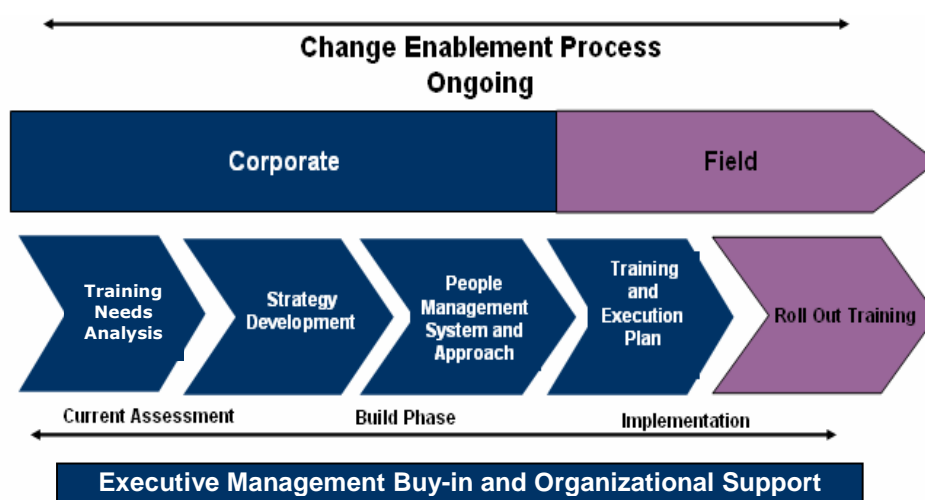 Change Enablement Process
Ongoing
Corporate
Field
Training
Needs
Analysis
Strategy
Development
People
Management
System and
Approach
Training
and
Execution
Plan
Roll Out Training
Current Assessment
Build Phase
Implementation
Executive Management Buy-in and Organizational Support